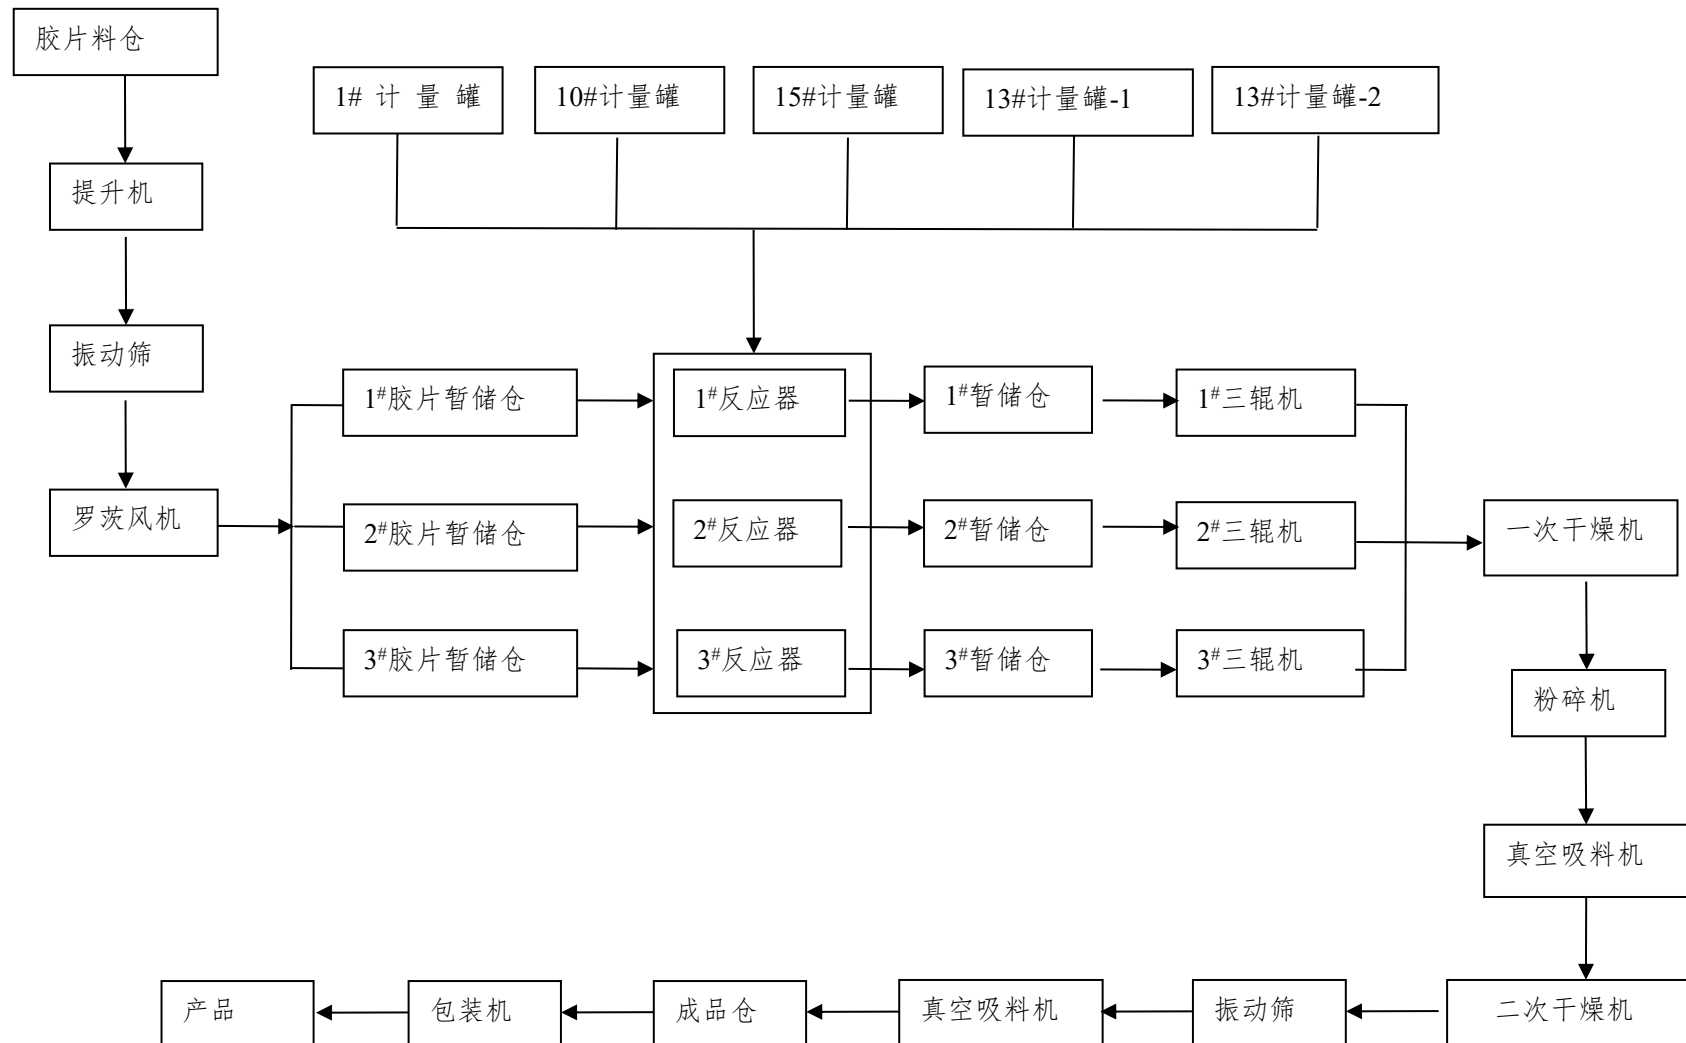 胶片料仓
1# 计 量 罐
10#计量罐
15#计量罐
13#计量罐-1
13#计量罐-2
提升机
振动筛
1#胶片暂储仓
1#反应器
1#暂储仓
1#三辊机
罗茨风机
2#胶片暂储仓
2#反应器
2#暂储仓
2#三辊机
一次干燥机
3#胶片暂储仓
3#反应器
3#暂储仓
3#三辊机
粉碎机
真空吸料机
产品
包装机
成品仓
真空吸料机
振动筛
二次干燥机